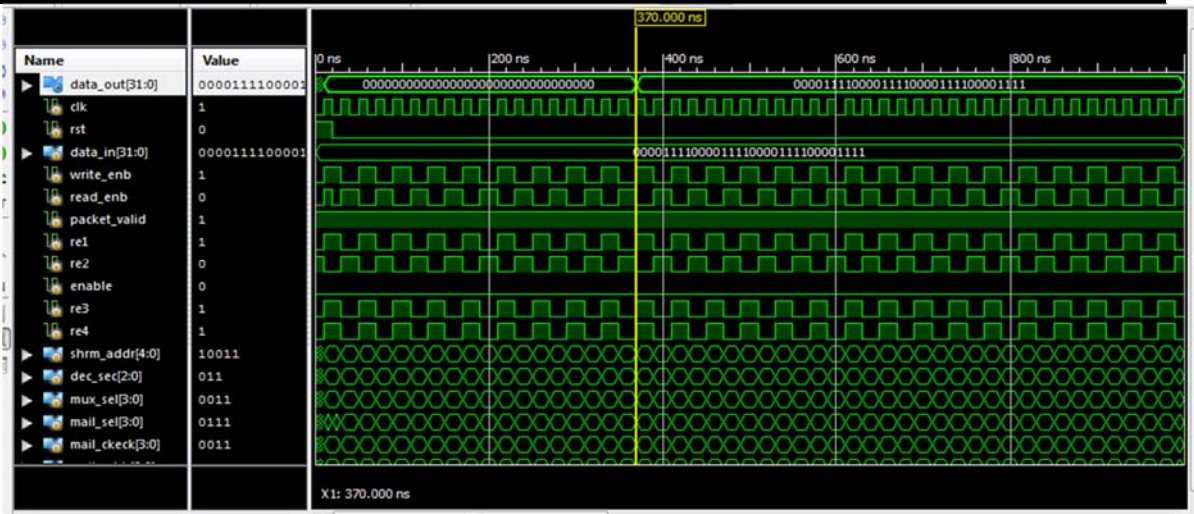 370.000 ns
Name Value 0 ns 200 ns 400 ns 600 ns 800 ns
data_out[31:0] 0000111100001 00000000000000000000000000000000 00001111100001111100001111100001111
clk 1
rst 0
data_in[31:0] 0000111100001 00001111100001111100001111100001111
write_enb 1
read_enb 0
packet_valid 1
re1 1
re2 0
enable 0
re3 1
re4 1
shrm_addr[4:0] 10011
dec_sec[2:0] 011
mux_sel[3:0] 0011
mail_sel[3:0] 0111
mail_ckeck[3:0] 0011
X1: 370.000 ns